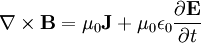 ∇ × B = μ₀J + μ₀ϵ₀ ∂E/∂t